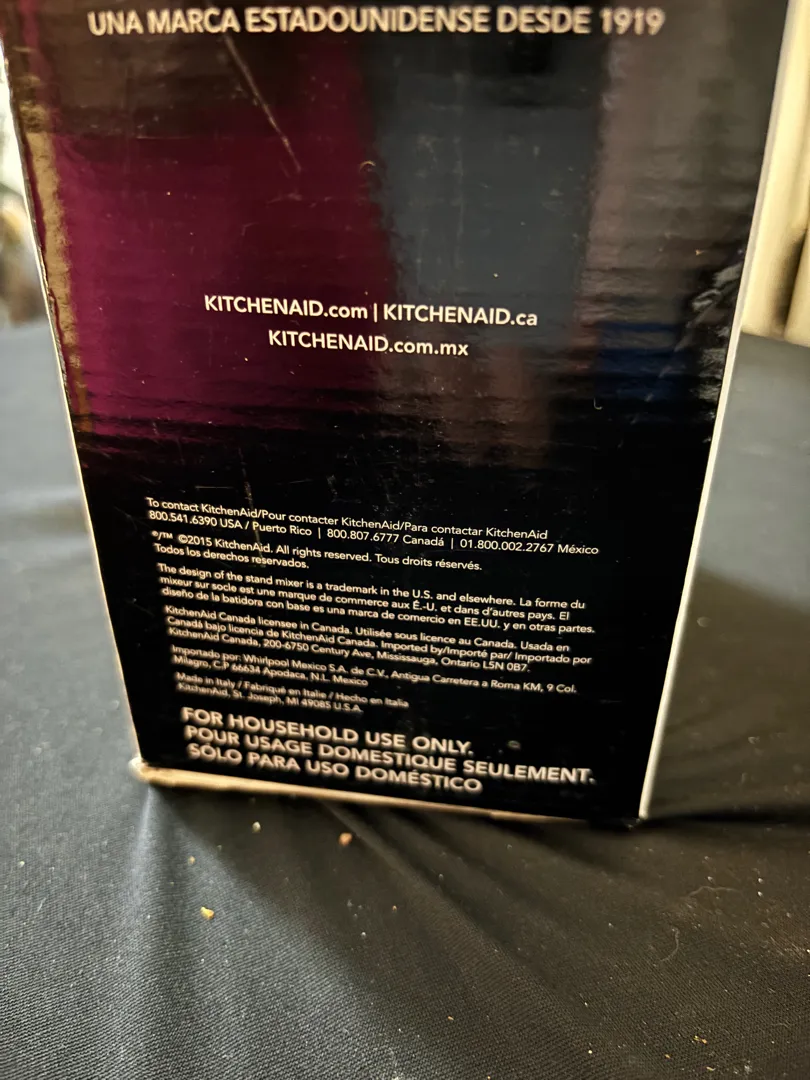 UNA MARCA ESTADOUNIDENSE DESDE 1919
KITCHENAID.com | KITCHENAID.ca
KITCHENAID.com.mx
To contact KitchenAid/Pour contacter KitchenAid/Para contactar KitchenAid
800.541.6390 USA / Puerto Rico | 800.807.6777 Canadá | 01.800.002.2767 México
®/™ ©2015 KitchenAid. All rights reserved. Tous droits réservés.
Todos los derechos reservados.
The design of the stand mixer is a trademark in the U.S. and elsewhere. La forme du
mixeur sur socle est une marque de commerce aux É.-U. et dans d'autres pays. El
diseño de la batidora con base es una marca de comercio en EE.UU. y en otras partes.
KitchenAid Canada licensee in Canada. Utilisée sous licence au Canada. Usada en
Canadá bajo licencia de KitchenAid Canada. Imported by/Importé par/ Importado por
KitchenAid Canada, 200-6750 Century Ave, Mississauga, Ontario L5N 0B7.
Importado por: Whirlpool Mexico S.A. de C.V., Antigua Carretera a Roma KM, 9 Col.
Milagro, C.P 66634 Apodaca, N.L. Mexico
Made in Italy / Fabriqué en Italie / Hecho en Italia
KitchenAid, St. Joseph, MI 49085 U.S.A.
FOR HOUSEHOLD USE ONLY.
POUR USAGE DOMESTIQUE SEULEMENT.
SÓLO PARA USO DOMÉSTICO